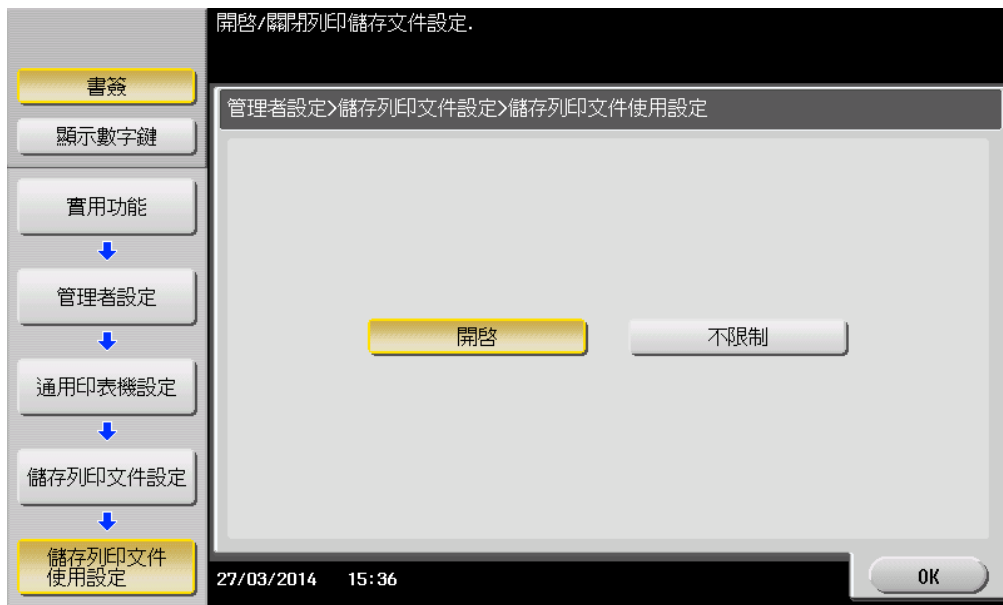 開啓/關閉列印儲存文件設定.
書簽
顯示數字鍵
實用功能
管理者設定
通用印表機設定
儲存列印文件設定
儲存列印文件
使用設定
管理者設定>儲存列印文件設定>儲存列印文件使用設定
開啓
不限制
27/03/2014 15:36
OK